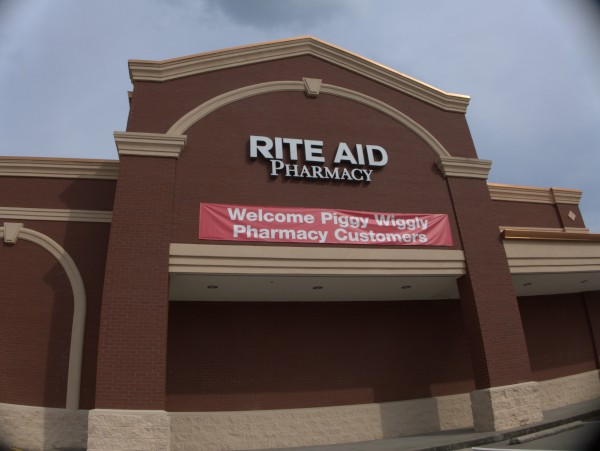 RITE AID
PHARMACY
Welcome Piggy Wiggly
Pharmacy Customers